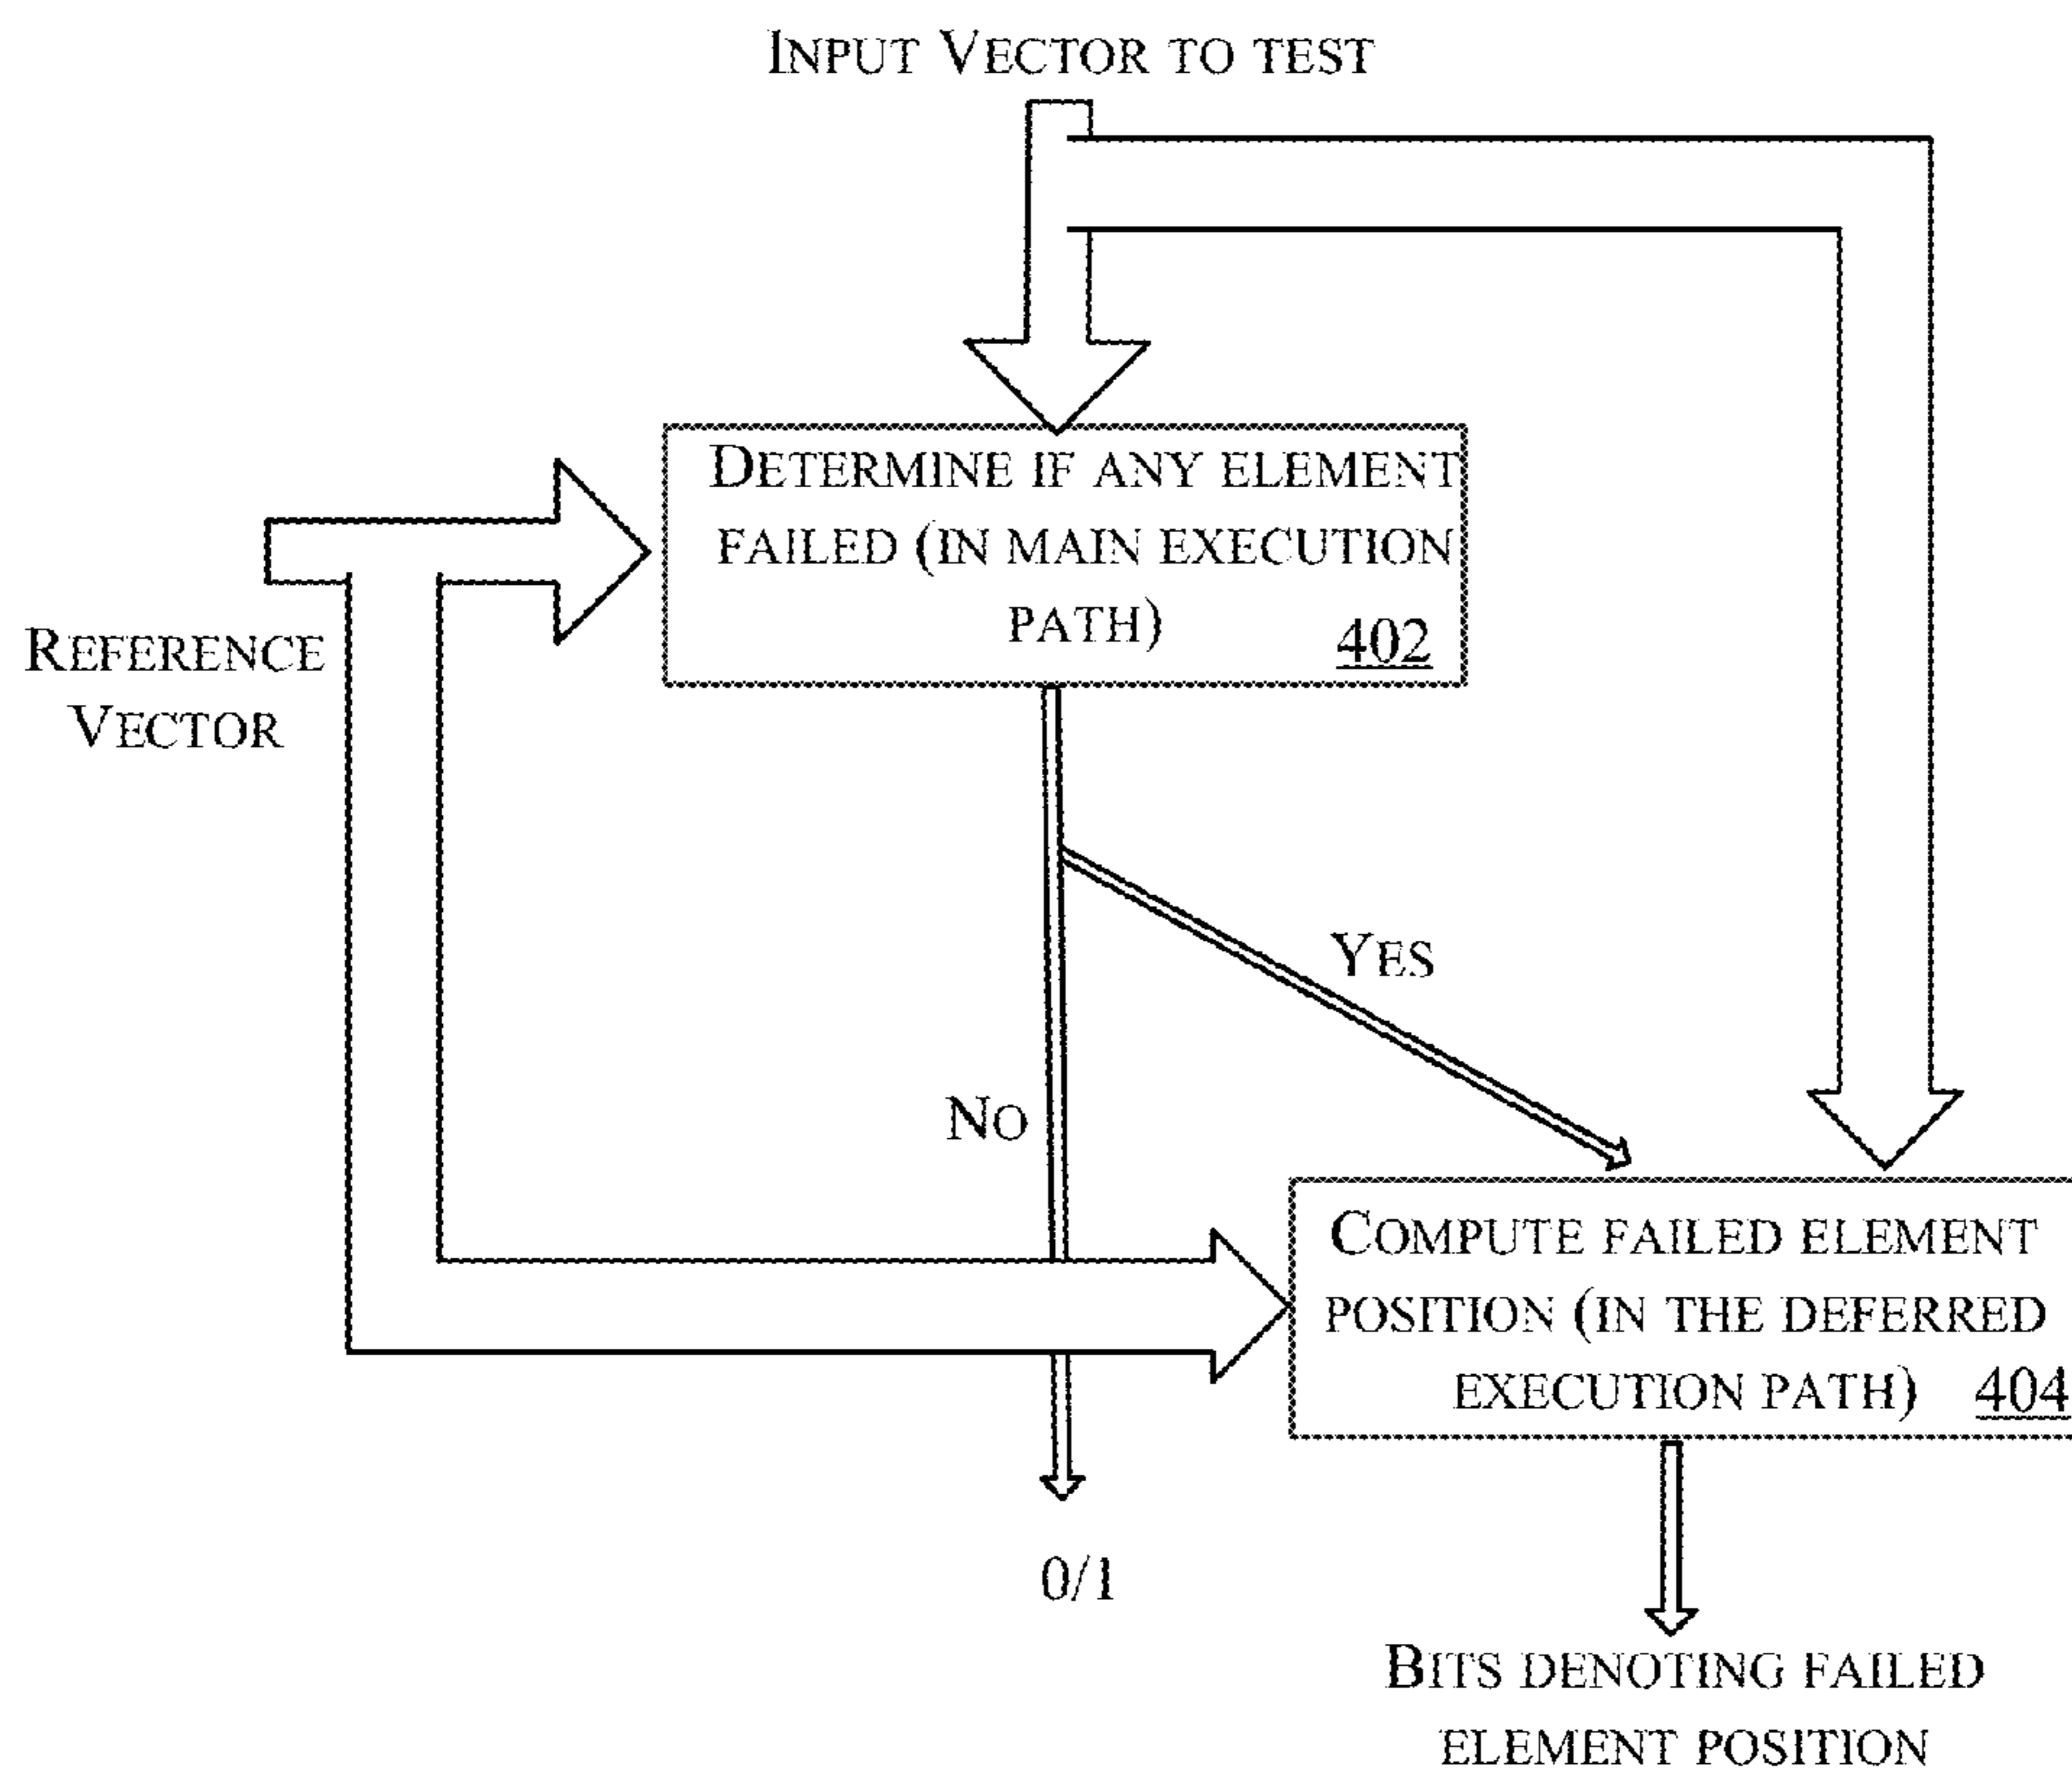 INPUT VECTOR TO TEST
DETERMINE IF ANY ELEMENT
FAILED (IN MAIN EXECUTION
PATH) 402
REFERENCE
VECTOR
YES
NO
COMPUTE FAILED ELEMENT
POSITION (IN THE DEFERRED
EXECUTION PATH) 404
0/1
BITS DENOTING FAILED
ELEMENT POSITION